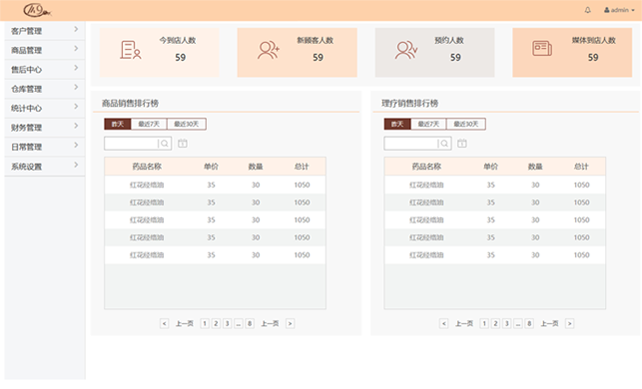 admin
客户管理
商品管理
售后中心
仓库管理
统计中心
财务管理
日常管理
系统设置
今到店人数
59
新顾客人数
59
预约人数
59
媒体到店人数
59
商品销售排行榜
昨天 最近7天 最近30天
药品名称 单价 数量 总计
红花经络油 35 30 1050
红花经络油 35 30 1050
红花经络油 35 30 1050
红花经络油 35 30 1050
红花经络油 35 30 1050
< 上一页 1 2 3 ... 8 上一页 >
理疗销售排行榜
昨天 最近7天 最近30天
药品名称 单价 数量 总计
红花经络油 35 30 1050
红花经络油 35 30 1050
红花经络油 35 30 1050
红花经络油 35 30 1050
红花经络油 35 30 1050
< 上一页 1 2 3 ... 8 上一页 >